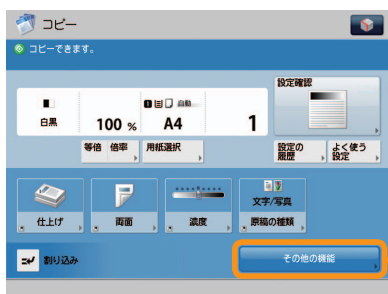 コピー
コピーできます。
設定確認
自動
白黒
100 %
A4
1
等倍
倍率
用紙選択
設定の
履歴
よく使う
設定
文字/写真
仕上げ
両面
濃度
原稿の種類
割り込み
その他の機能